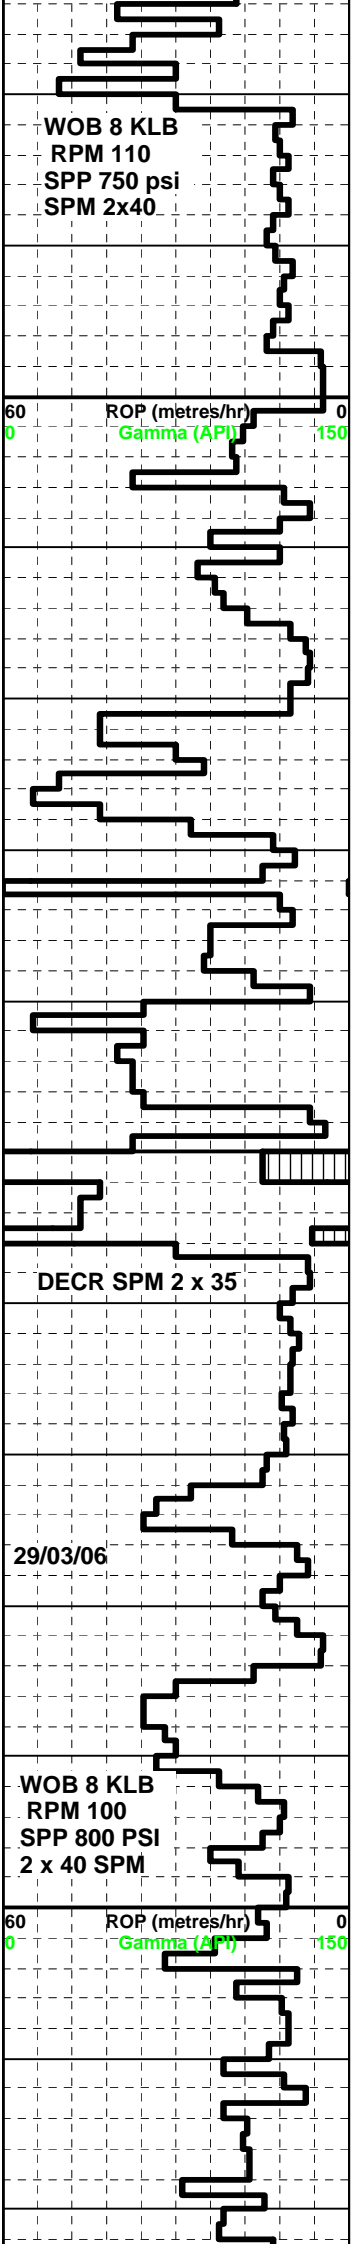 WOB 8 KLB
RPM 110
SPP 750 psi
SPM 2x40
60 ROP (metres/hr) 0
0 Gamma (API) 150
DECR SPM 2 x 35
29/03/06
WOB 8 KLB
RPM 100
SPP 800 PSI
2 x 40 SPM
60 ROP (metres/hr) 0
0 Gamma (API) 150